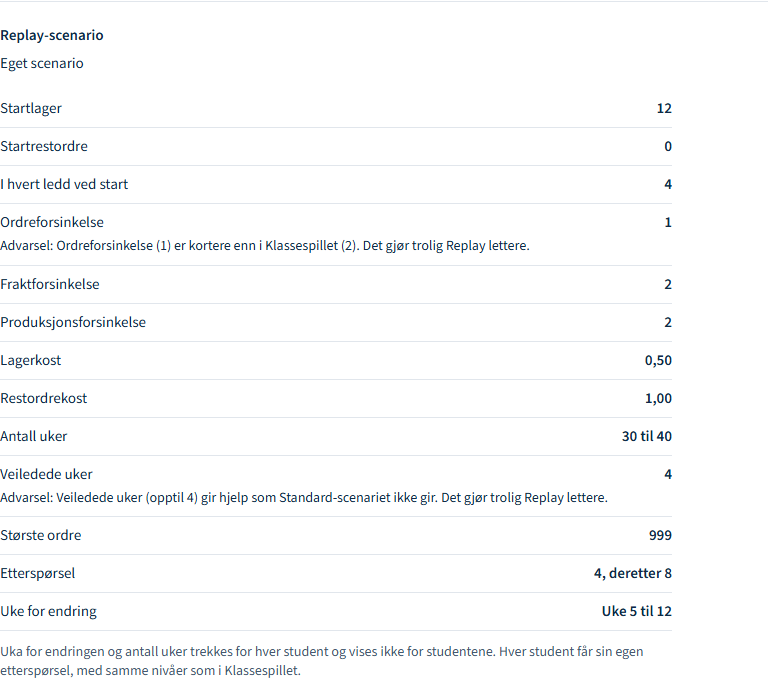 Replay-scenario
Eget scenario
Startlager 12
Startrestordre 0
I hvert ledd ved start 4
Ordreforsinkelse 1
Advarsel: Ordreforsinkelse (1) er kortere enn i Klassespillet (2). Det gjør trolig Replay lettere.
Fraktforsinkelse 2
Produksjonsforsinkelse 2
Lagerkost 0,50
Restordrekost 1,00
Antall uker 30 til 40
Veiledede uker 4
Advarsel: Veiledede uker (opptil 4) gir hjelp som Standard-scenariet ikke gir. Det gjør trolig Replay lettere.
Største ordre 999
Etterspørsel 4, deretter 8
Uke for endring Uke 5 til 12
Uka for endringen og antall uker trekkes for hver student og vises ikke for studentene. Hver student får sin egen
etterspørsel, med samme nivåer som i Klassespillet.